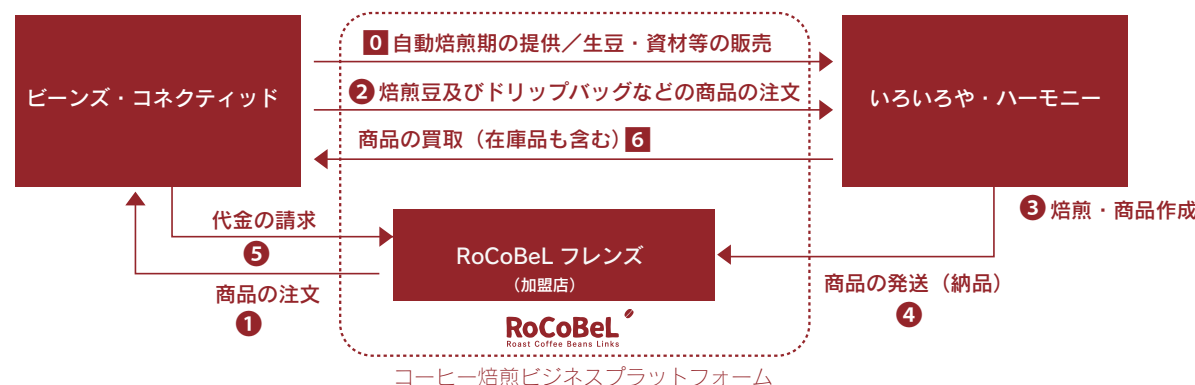 0 自動焙煎期の提供／生豆・資材等の販売
ビーンズ・コネクティッド
2 焙煎豆及びドリップバッグなどの商品の注文
いろいろや・ハーモニー
商品の買取（在庫品も含む）6
代金の請求
5
3 焙煎・商品作成
RoCoBeL フレンズ
（加盟店）
商品の注文
1
商品の発送（納品）
4
RoCoBeL
Roast Coffee Beans Links
コーヒー焙煎ビジネスプラットフォーム